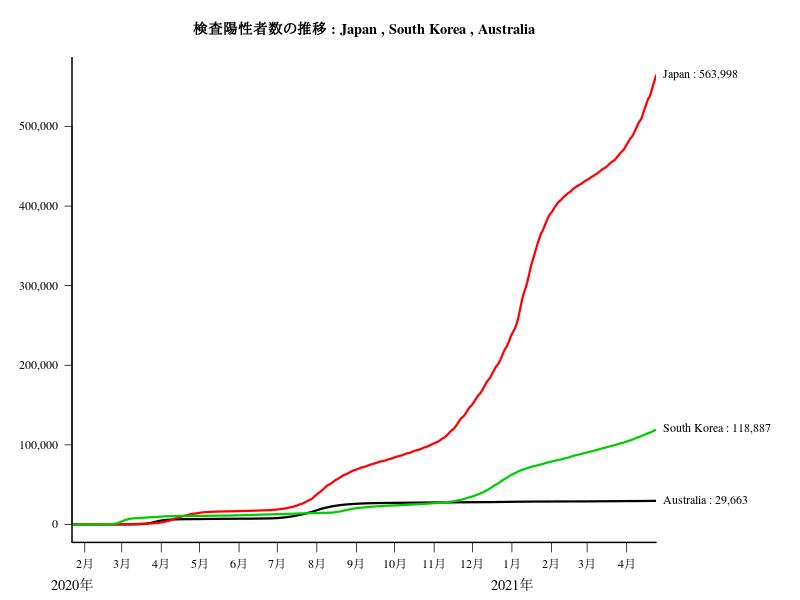 検査陽性者数の推移 : Japan , South Korea , Australia
Japan : 563,998
500,000
400,000
300,000
200,000
South Korea : 118,887
100,000
Australia : 29,663
0
2月 3月 4月 5月 6月 7月 8月 9月 10月 11月 12月 1月 2月 3月 4月
2020年 2021年